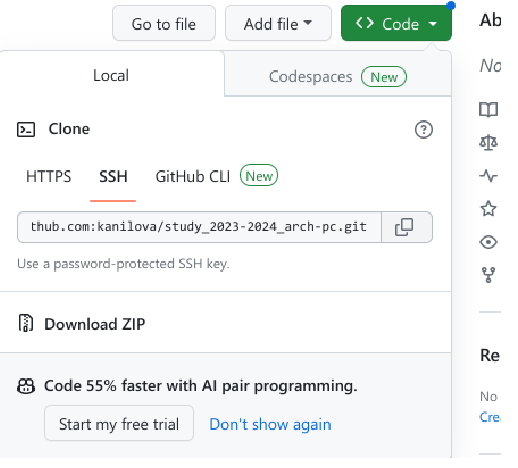 Go to file Add file <> Code
Ab
Local Codespaces New
No
Clone
HTTPS SSH GitHub CLI New
thub.com:kanilova/study_2023-2024_arch-pc.git
Use a password-protected SSH key.
Download ZIP
Re
Code 55% faster with AI pair programming.
No
Start my free trial Don't show again
Cre